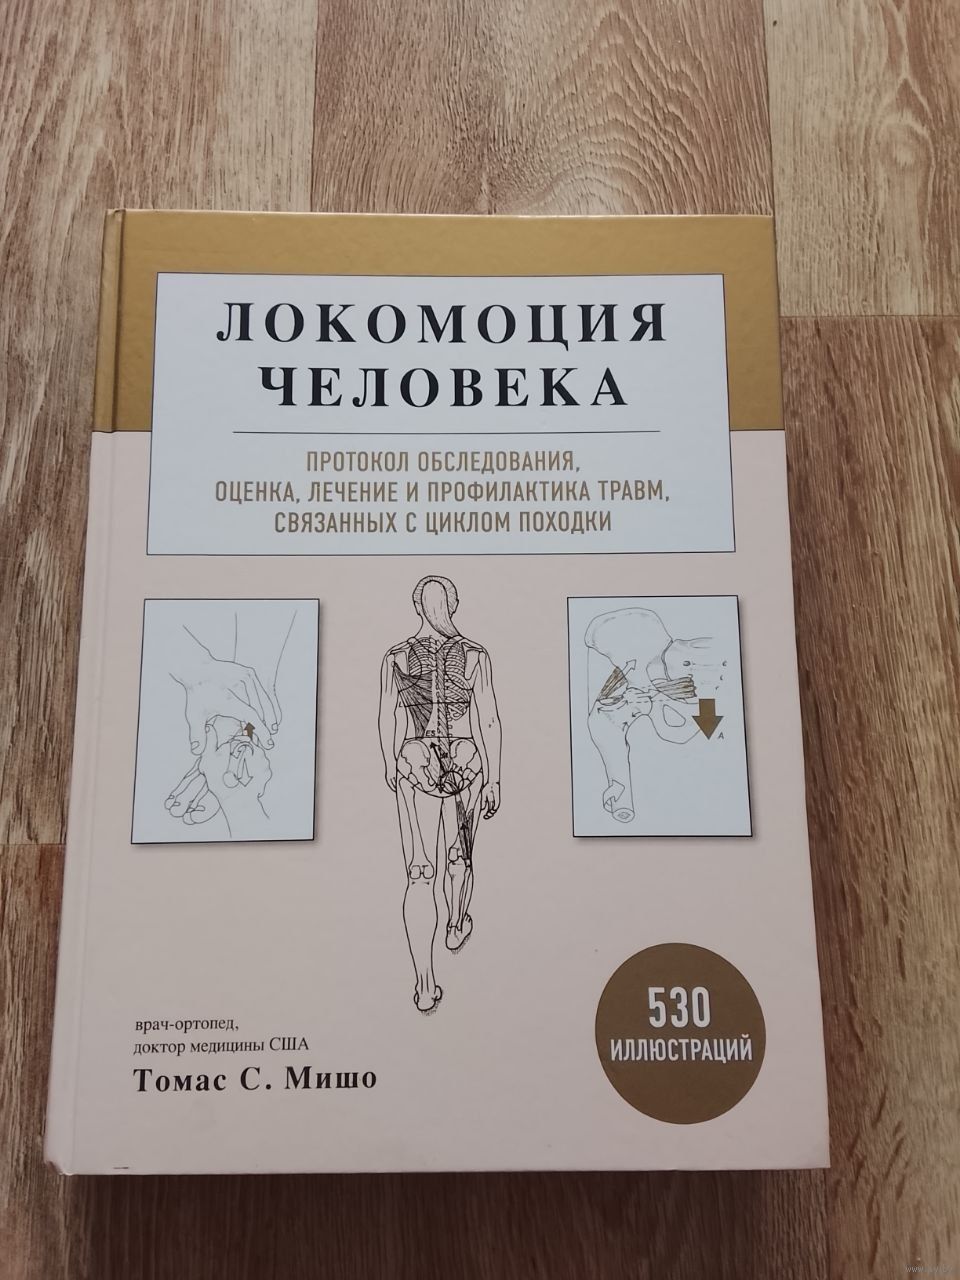 ЛОКОМОЦИЯ
ЧЕЛОВЕКА
ПРОТОКОЛ ОБСЛЕДОВАНИЯ,
ОЦЕНКА, ЛЕЧЕНИЕ И ПРОФИЛАКТИКА ТРАВМ,
СВЯЗАННЫХ С ЦИКЛОМ ПОХОДКИ
ES
A
врач-ортопед,
доктор медицины США
Томас С. Мишо
530
ИЛЛЮСТРАЦИЙ